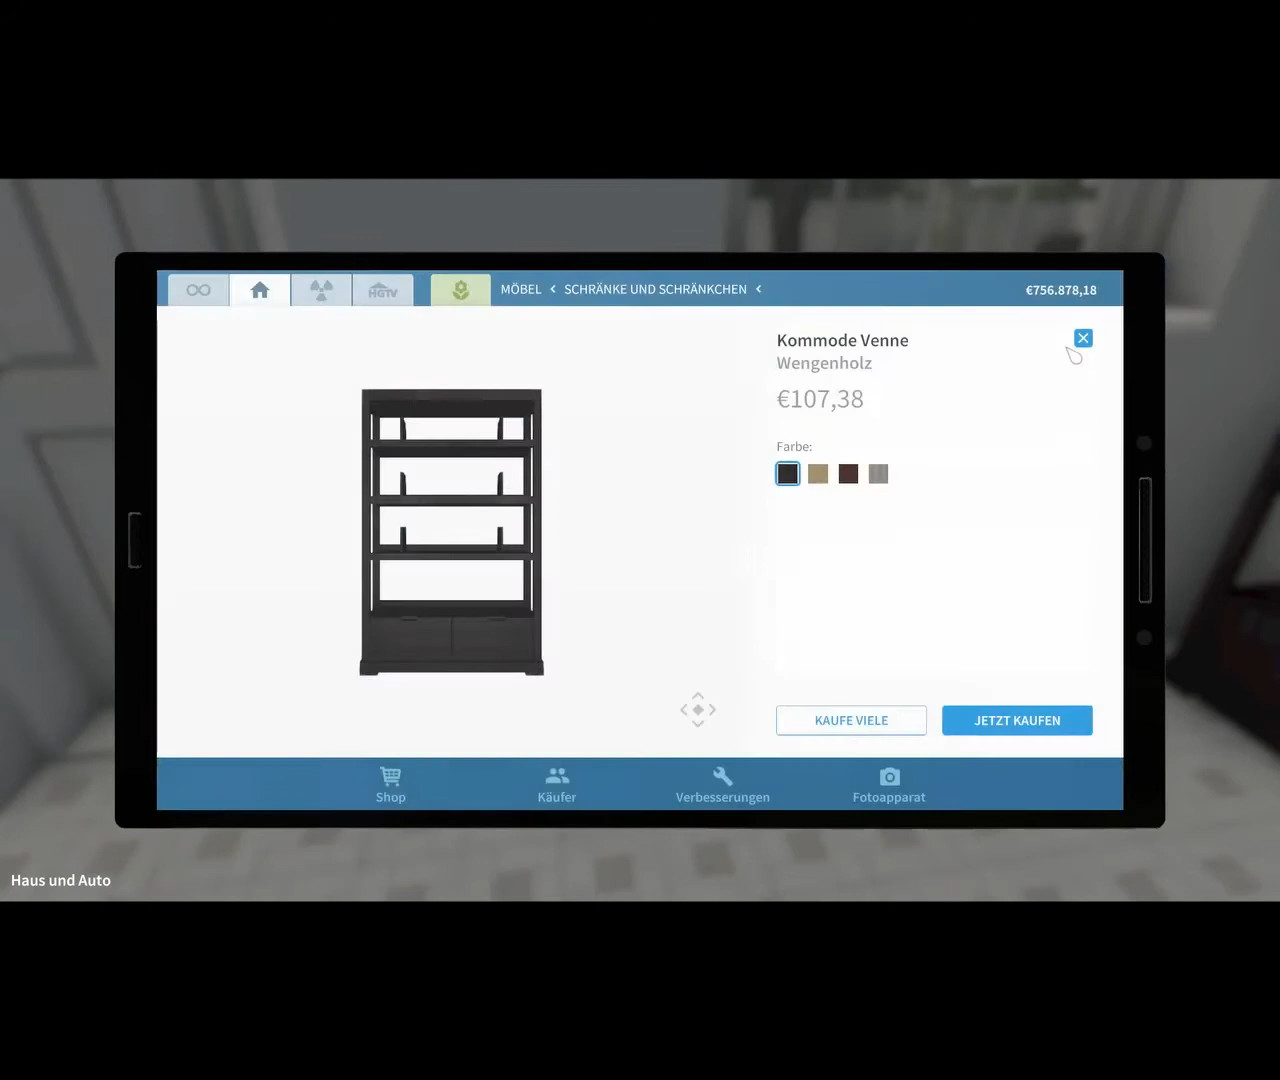 HGTV
MÖBEL < SCHRÄNKE UND SCHRÄNKCHEN <
€756.878,18
Kommode Venne
Wengenholz
€107,38
Farbe:
KAUFE VIELE
JETZT KAUFEN
Shop
Käufer
Verbesserungen
Fotoapparat
Haus und Auto